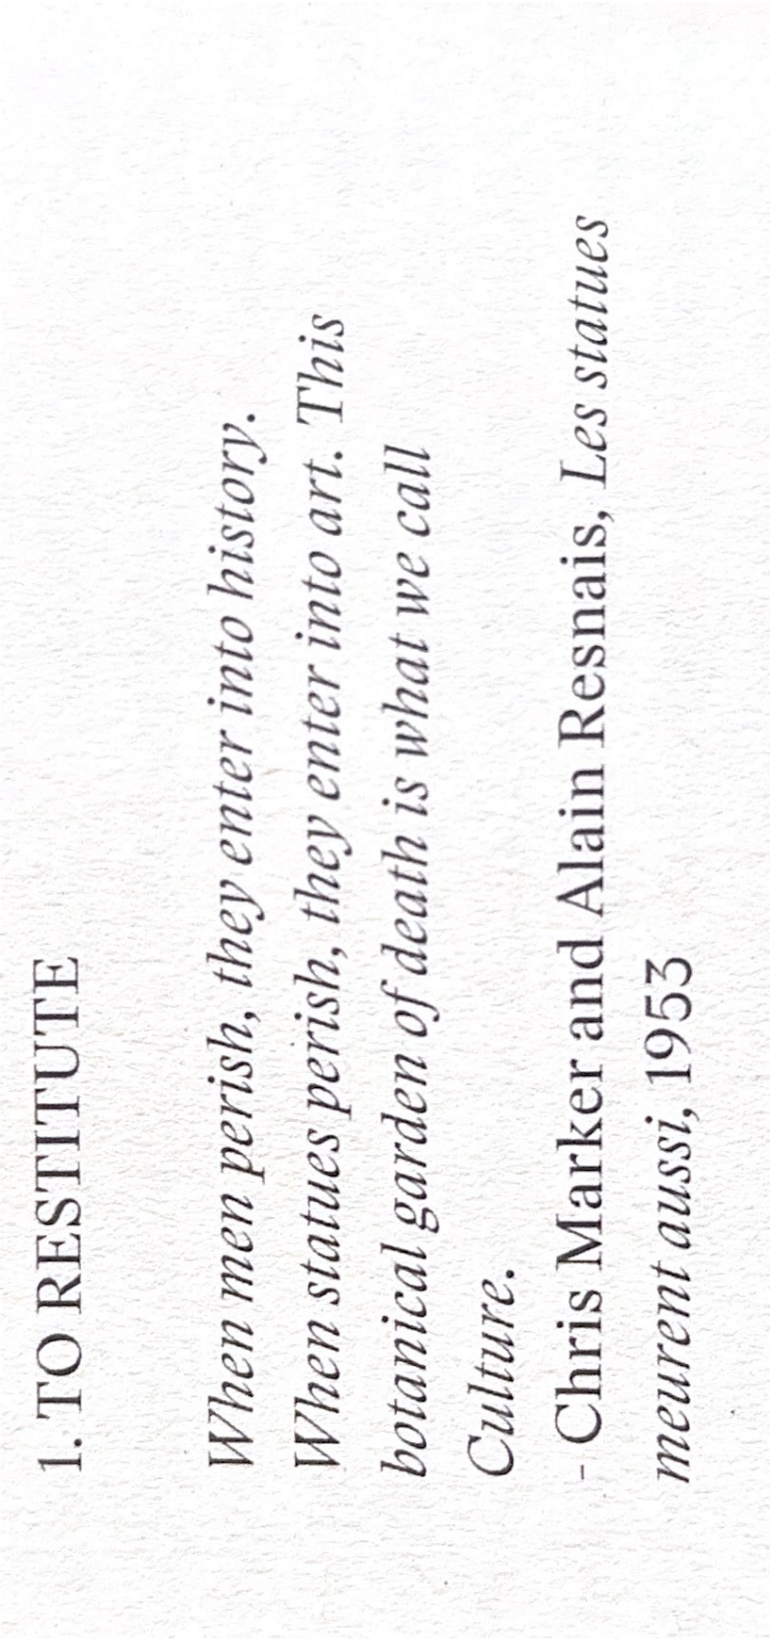 1. TO RESTITUTE
When men perish, they enter into history.
When statues perish, they enter into art. This
botanical garden of death is what we call
Culture.
- Chris Marker and Alain Resnais, Les statues
meurent aussi, 1953